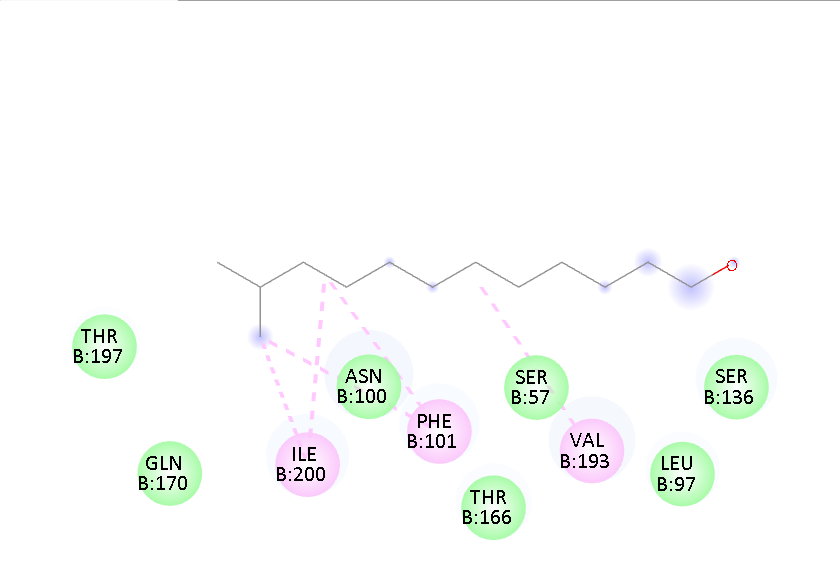 O
THR
B:197
ASN
B:100
SER
B:57
SER
B:136
PHE
B:101
VAL
B:193
ILE
B:200
GLN
B:170
LEU
B:97
THR
B:166